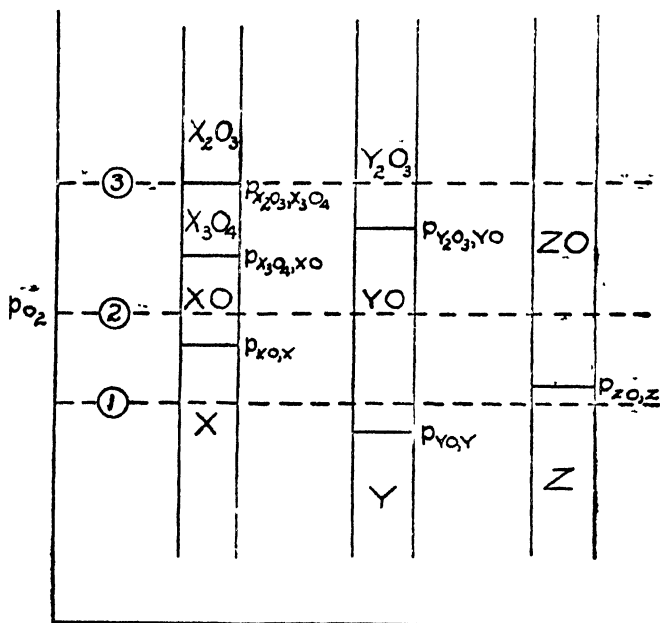 X₂O₃
Y₂O₃
③
pX₂O₃,X₃O₄
X₃O₄
pY₂O₃,YO
ZO
pX₃O₄,XO
XO
YO
pO₂
②
pXO,X
pZO,Z
①
X
pYO,Y
Y
Z